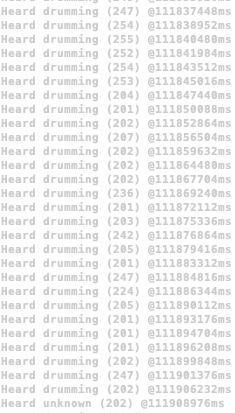 Heard drumming (247) @111837448ms
Heard drumming (254) @111838952ms
Heard drumming (255) @111840480ms
Heard drumming (252) @111841984ms
Heard drumming (254) @111843512ms
Heard drumming (253) @111845016ms
Heard drumming (204) @111847440ms
Heard drumming (201) @111850088ms
Heard drumming (202) @111852864ms
Heard drumming (207) @111856504ms
Heard drumming (202) @111859632ms
Heard drumming (202) @111864480ms
Heard drumming (202) @111867704ms
Heard drumming (236) @111869240ms
Heard drumming (201) @111872112ms
Heard drumming (203) @111875336ms
Heard drumming (242) @111876864ms
Heard drumming (205) @111879416ms
Heard drumming (201) @111883312ms
Heard drumming (247) @111884816ms
Heard drumming (224) @111886344ms
Heard drumming (205) @111890112ms
Heard drumming (201) @111893176ms
Heard drumming (201) @111894704ms
Heard drumming (201) @111896208ms
Heard drumming (202) @111899848ms
Heard drumming (247) @111901376ms
Heard drumming (202) @111906232ms
Heard unknown (202) @111908976ms